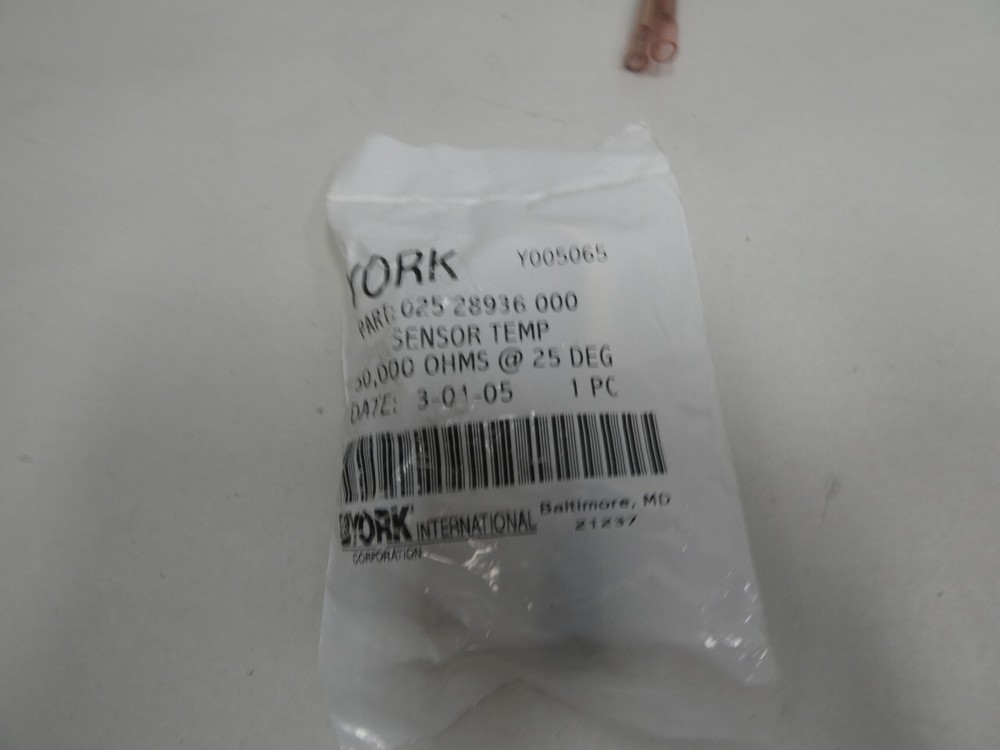 YORK Y005065
PART: 025 28936 000
SENSOR TEMP
OHMS @ 25 DEG
DATE: 3-01-05 1 PC
YORK INTERNATIONAL Baltimore, MD
CORPORATION 21237